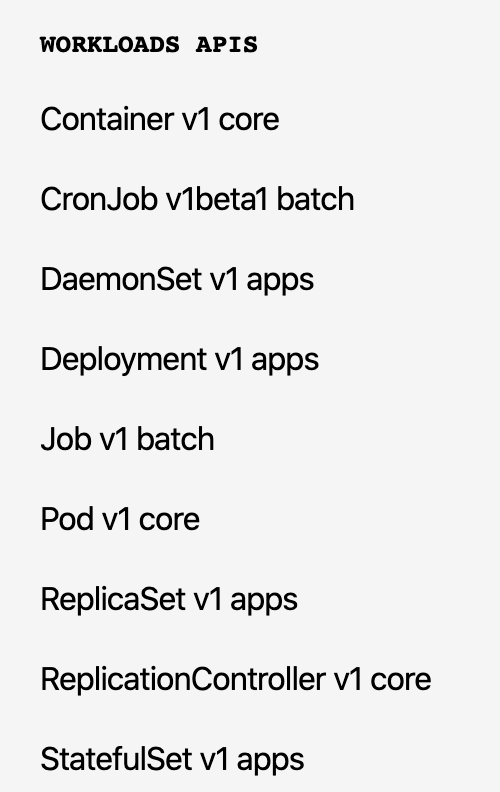 WORKLOADS APIS
Container v1 core
CronJob v1beta1 batch
DaemonSet v1 apps
Deployment v1 apps
Job v1 batch
Pod v1 core
ReplicaSet v1 apps
ReplicationController v1 core
StatefulSet v1 apps